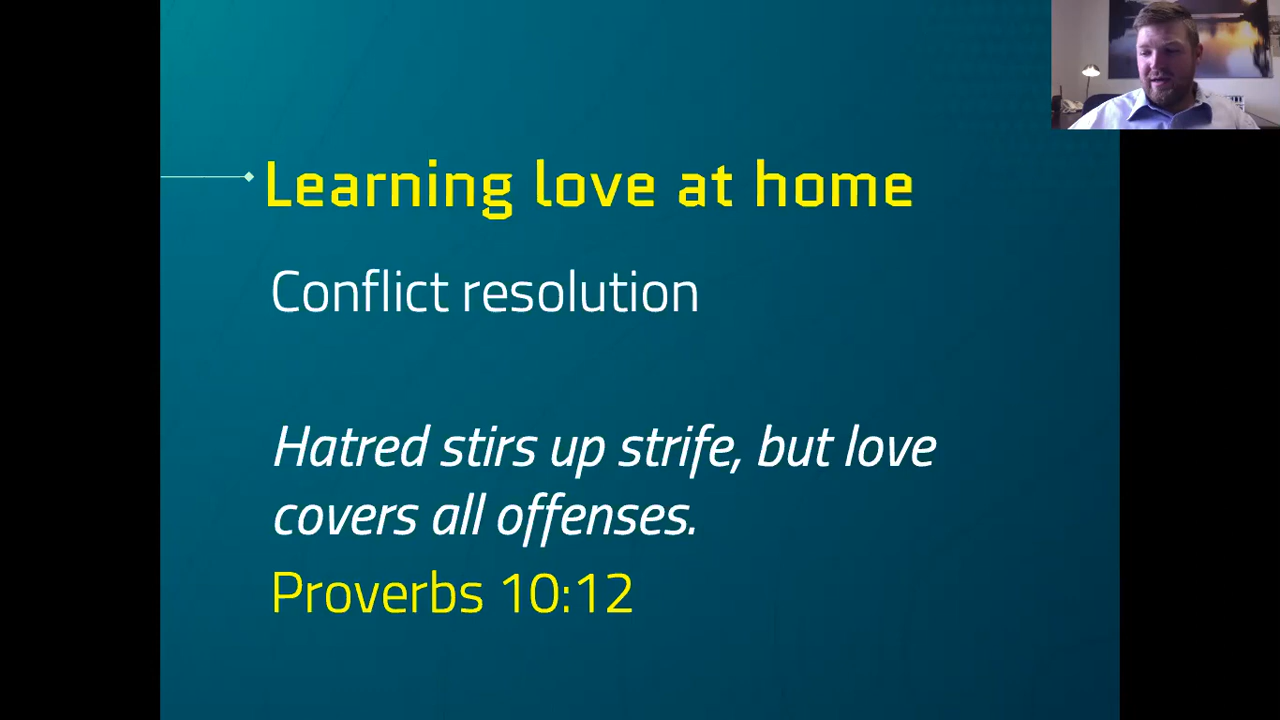 Learning love at home
Conflict resolution
Hatred stirs up strife, but love
covers all offenses.
Proverbs 10:12